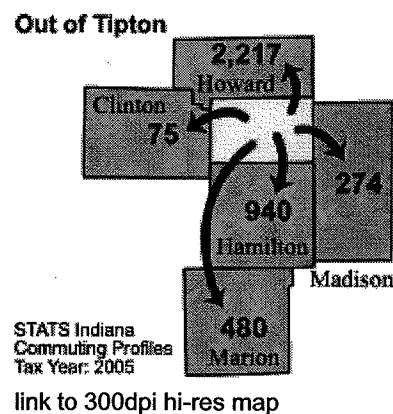 Out of Tipton
2,217
Howard
Clinton
75
274
940
Hamilton
Madison
480
Marion
STATS Indiana
Commuting Profiles
Tax Year: 2005
link to 300dpi hi-res map